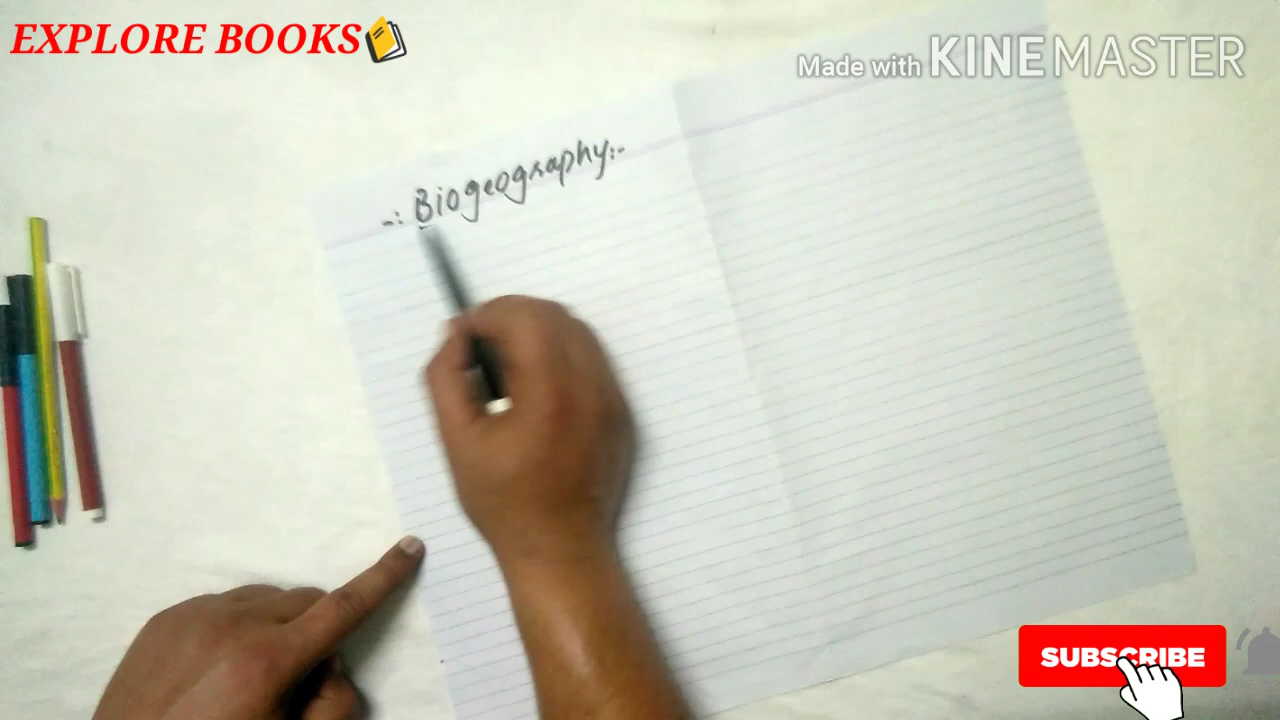 EXPLORE BOOKS
Made with KINEMASTER
-: Biogeography:-
SUBSCRIBE